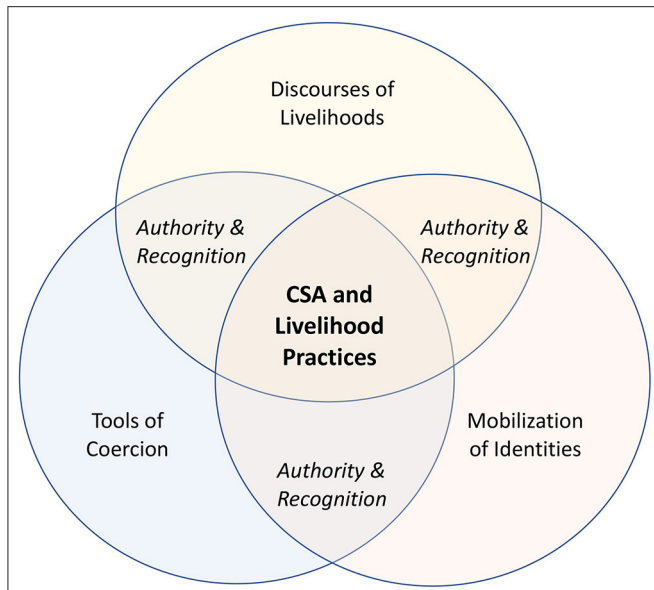 Discourses of
Livelihoods
Authority &
Recognition
Authority &
Recognition
CSA and
Livelihood
Practices
Tools of
Coercion
Mobilization
of Identities
Authority &
Recognition